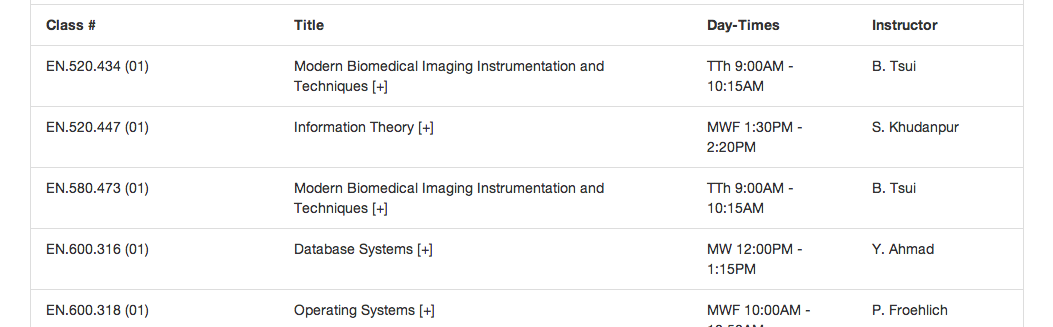 Class # Title Day-Times Instructor
EN.520.434 (01) Modern Biomedical Imaging Instrumentation and TTh 9:00AM - B. Tsui
Techniques [+] 10:15AM
EN.520.447 (01) Information Theory [+] MWF 1:30PM - S. Khudanpur
2:20PM
EN.580.473 (01) Modern Biomedical Imaging Instrumentation and TTh 9:00AM - B. Tsui
Techniques [+] 10:15AM
EN.600.316 (01) Database Systems [+] MW 12:00PM - Y. Ahmad
1:15PM
EN.600.318 (01) Operating Systems [+] MWF 10:00AM - P. Froehlich